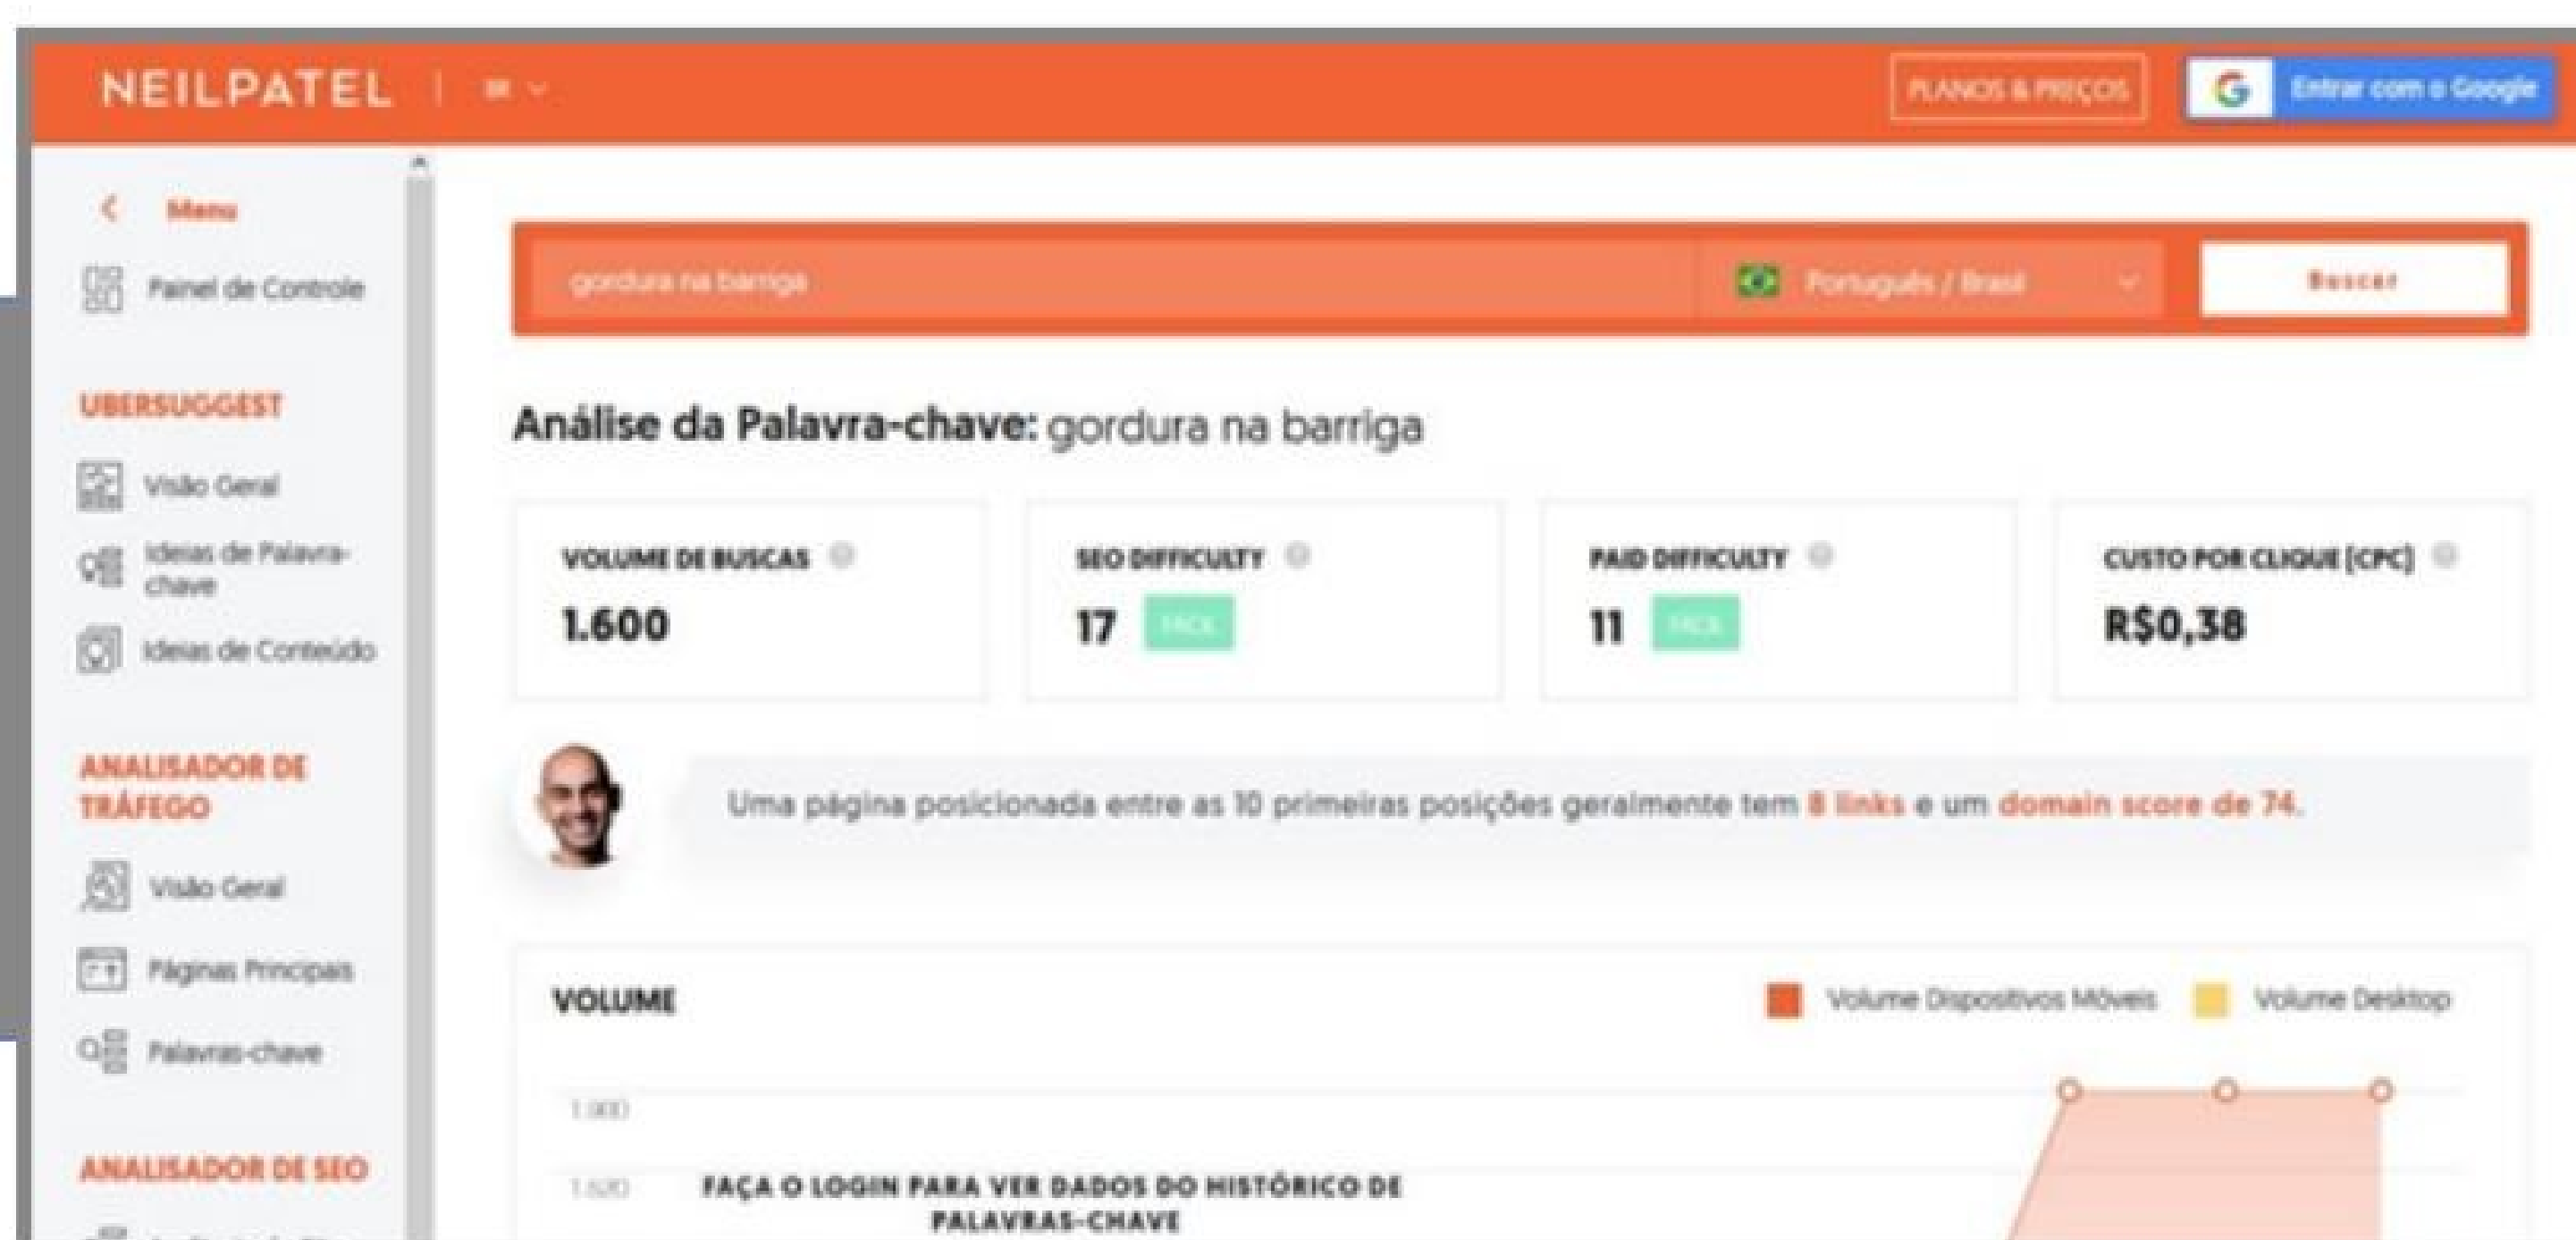 NEILPATEL
BR
PLANOS & PREÇOS
Entrar com o Google
Menu
Painel de Controle
UBERSUGGEST
Visão Geral
Ideias de Palavra-
chave
Ideias de Conteúdo
ANALISADOR DE
TRÁFEGO
Visão Geral
Páginas Principais
Palavras-chave
ANALISADOR DE SEO
gordura na barriga
Português / Brasil
Buscar
Análise da Palavra-chave: gordura na barriga
VOLUME DE BUSCAS
1.600
SEO DIFFICULTY
17 FÁCIL
PAID DIFFICULTY
11 FÁCIL
CUSTO POR CLIQUE [CPC]
R$0,38
Uma página posicionada entre as 10 primeiras posições geralmente tem 8 links e um domain score de 74.
VOLUME
Volume Dispositivos Móveis
Volume Desktop
FAÇA O LOGIN PARA VER DADOS DO HISTÓRICO DE
PALAVRAS-CHAVE